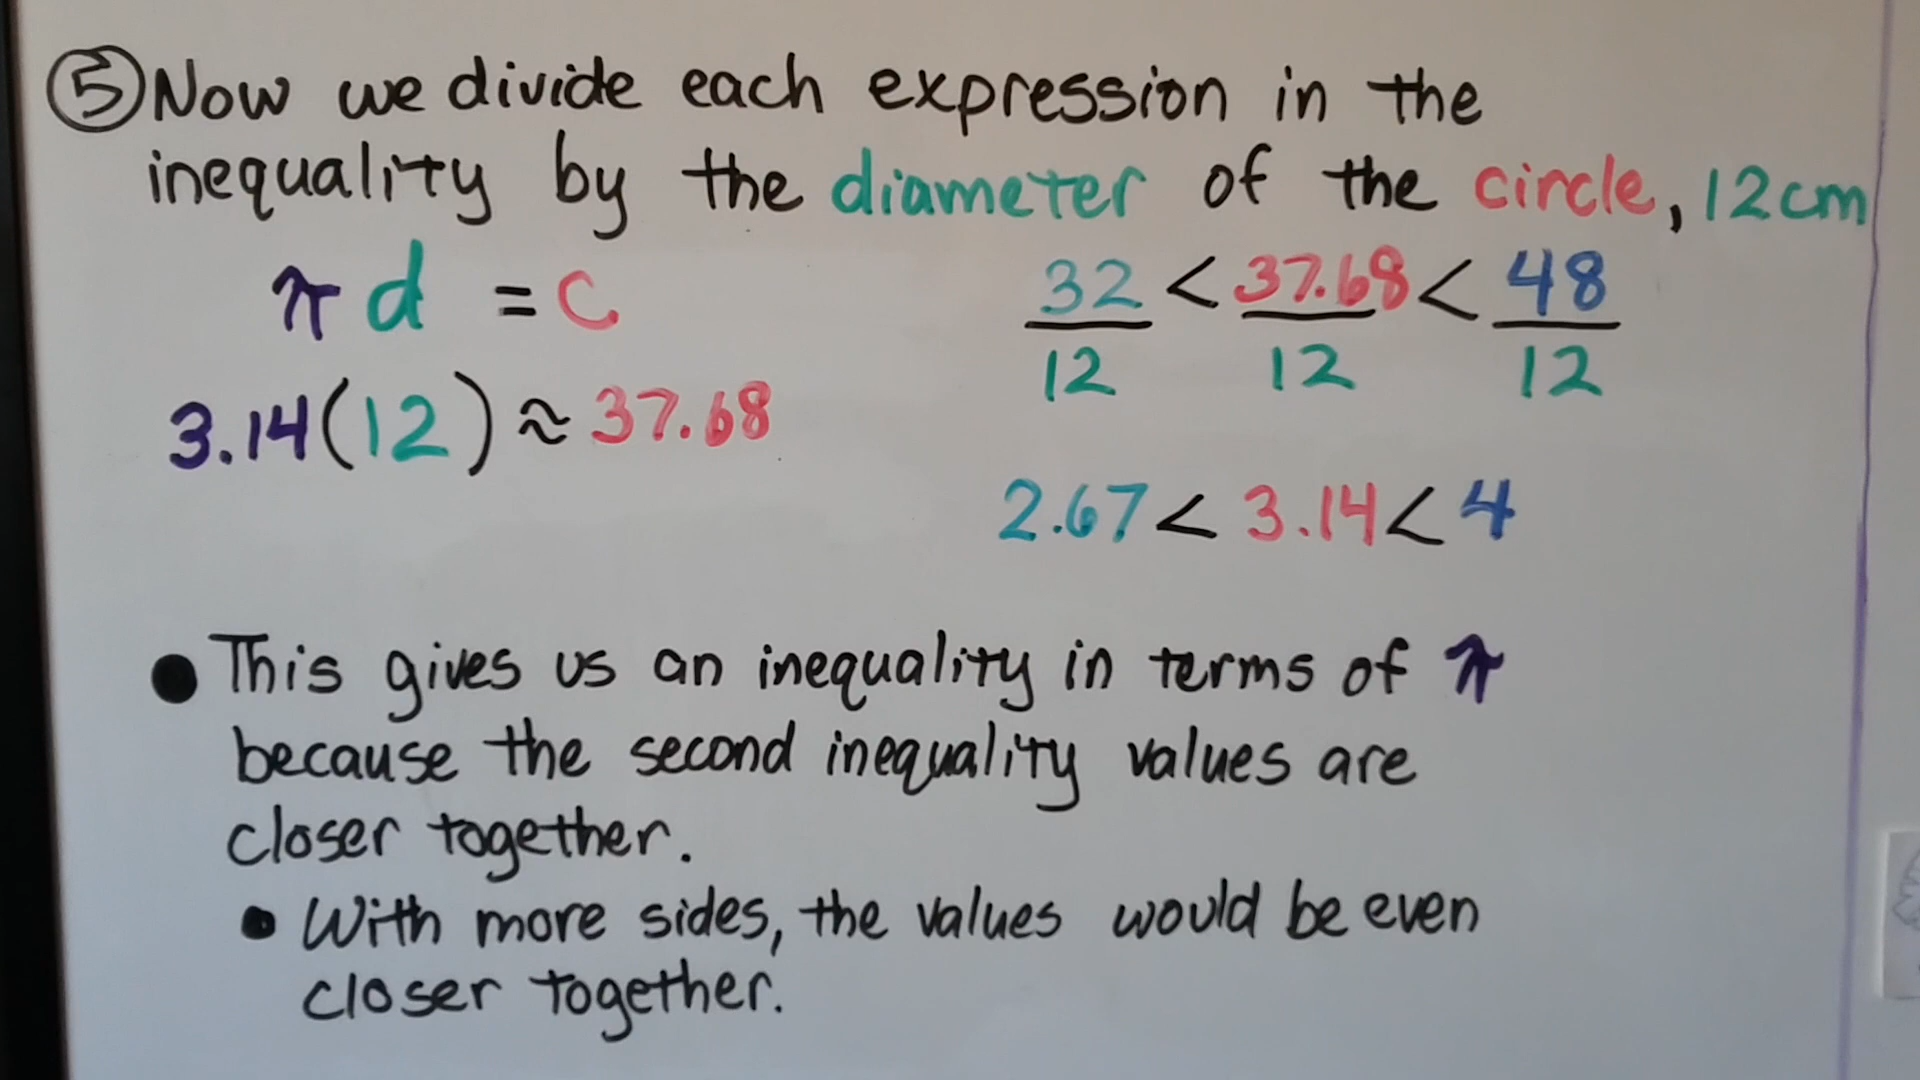 ⑤ Now we divide each expression in the
inequality by the diameter of the circle, 12cm
π d = C
32/12 < 37.68/12 < 48/12
3.14(12) ≈ 37.68
2.67 < 3.14 < 4
● This gives us an inequality in terms of π
because the second inequality values are
closer together.
• With more sides, the values would be even
closer together.